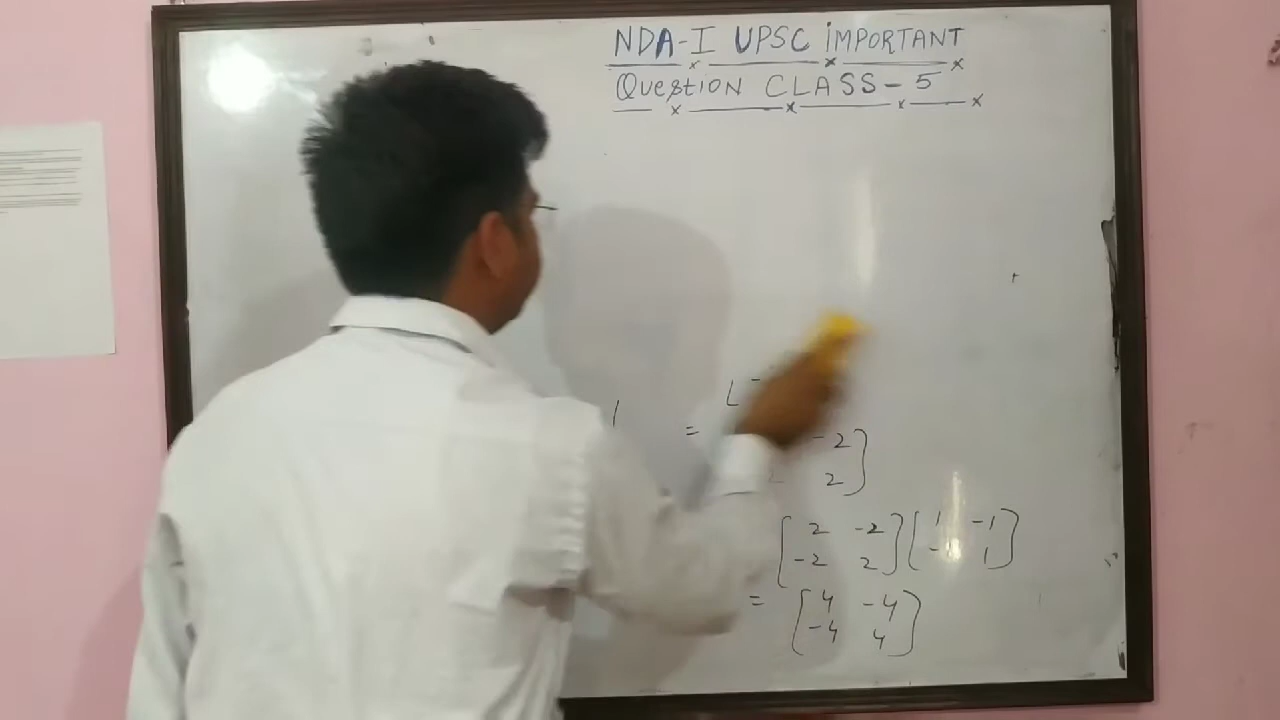 NDA-I UPSC IMPORTANT
QUESTION CLASS-5
= -2
2
[2 -2] [1 -1]
[-2 2] [ 1]
= [4 -4]
[-4 4]